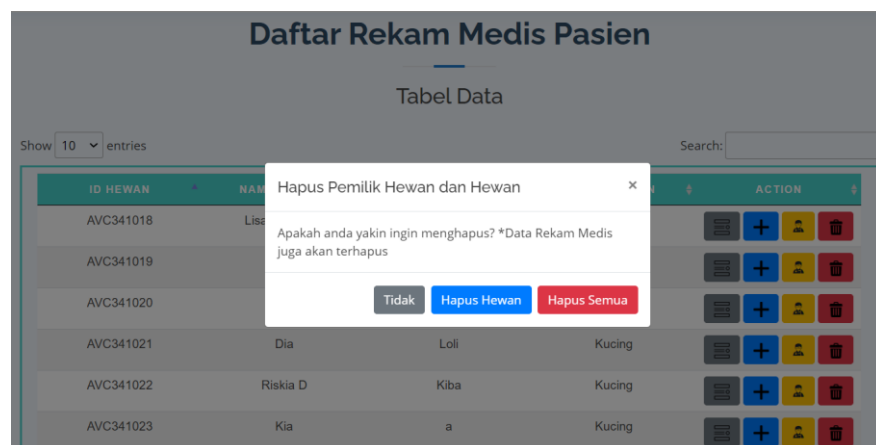 Daftar Rekam Medis Pasien
Tabel Data
Show 10 entries
Search:
ID HEWAN
ACTION
Hapus Pemilik Hewan dan Hewan ×
Apakah anda yakin ingin menghapus? *Data Rekam Medis
juga akan terhapus
Tidak Hapus Hewan Hapus Semua
AVC341018
AVC341019
AVC341020
AVC341021 Dia Loli Kucing
AVC341022 Riskia D Kiba Kucing
AVC341023 Kia a Kucing